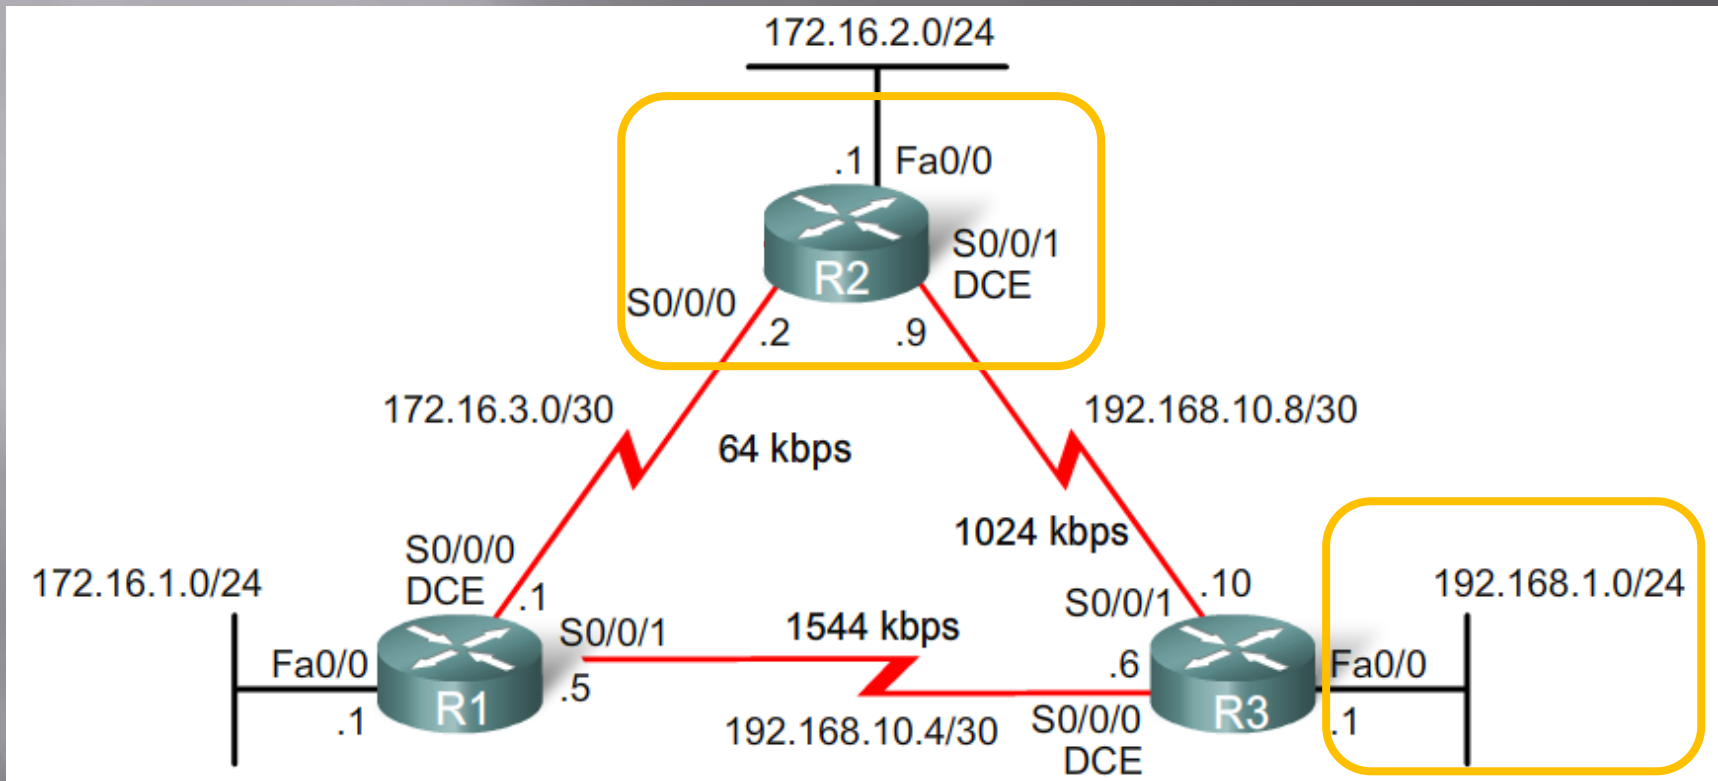 172.16.2.0/24
.1 Fa0/0
S0/0/1
DCE
R2
S0/0/0
.2 .9
172.16.3.0/30
192.168.10.8/30
64 kbps
1024 kbps
S0/0/0
DCE
.1
172.16.1.0/24
S0/0/1
.10
192.168.1.0/24
S0/0/1
1544 kbps
Fa0/0
.1
R1
.5
.6
Fa0/0
R3
.1
192.168.10.4/30
S0/0/0
DCE